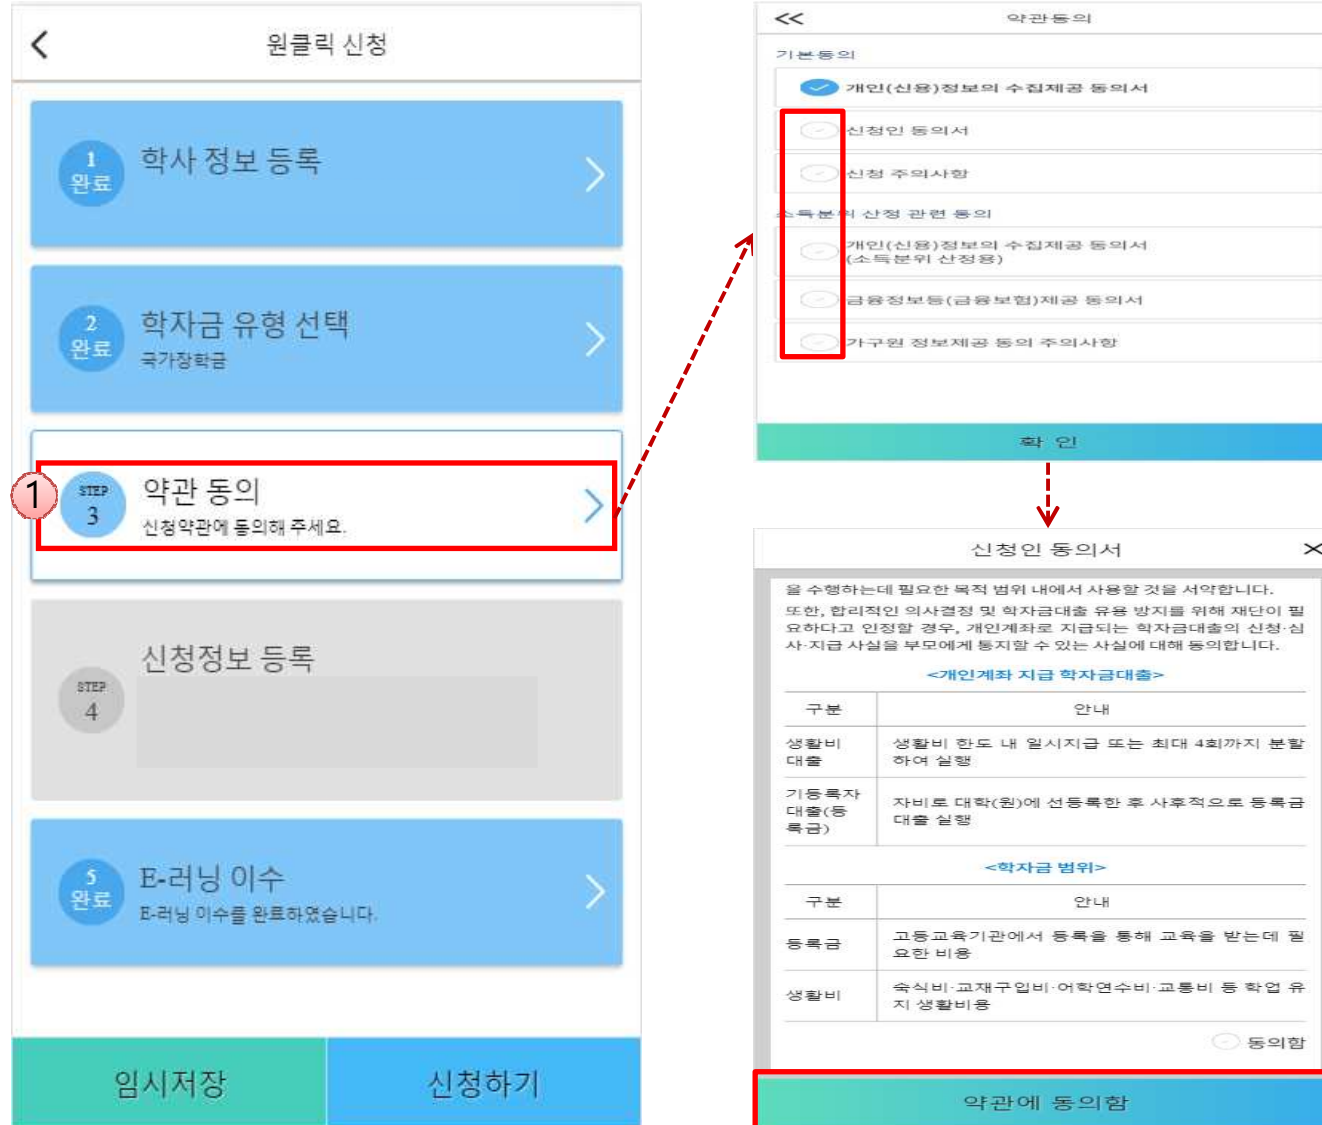 원클릭 신청
1
완료
학사 정보 등록
2
완료
학자금 유형 선택
국가장학금
1
STEP
3
약관 동의
신청약관에 동의해 주세요.
STEP
4
신청정보 등록
5
완료
E-러닝 이수
E-러닝 이수를 완료하였습니다.
임시저장
신청하기
<<
약관동의
기본동의
개인(신용)정보의 수집제공 동의서
신청인 동의서
신청 주의사항
소득분위 산정 관련 동의
개인(신용)정보의 수집제공 동의서
(소득분위 산정용)
금융정보등(금융보험)제공 동의서
가구원 정보제공 동의 주의사항
확 인
신청인 동의서
을 수행하는데 필요한 목적 범위 내에서 사용할 것을 서약합니다.
또한, 합리적인 의사결정 및 학자금대출 유용 방지를 위해 재단이 필
요하다고 인정할 경우, 개인계좌로 지급되는 학자금대출의 신청·심
사·지급 사실을 부모에게 통지할 수 있는 사실에 대해 동의합니다.
<개인계좌 지급 학자금대출>
구분
안내
생활비
대출
생활비 한도 내 일시지급 또는 최대 4회까지 분할
하여 실행
기등록자
대출(등
록금)
자비로 대학(원)에 선등록한 후 사후적으로 등록금
대출 실행
<학자금 범위>
구분
안내
등록금
고등교육기관에서 등록을 통해 교육을 받는데 필
요한 비용
생활비
숙식비·교재구입비·어학연수비·교통비 등 학업 유
지 생활비용
동의함
약관에 동의함